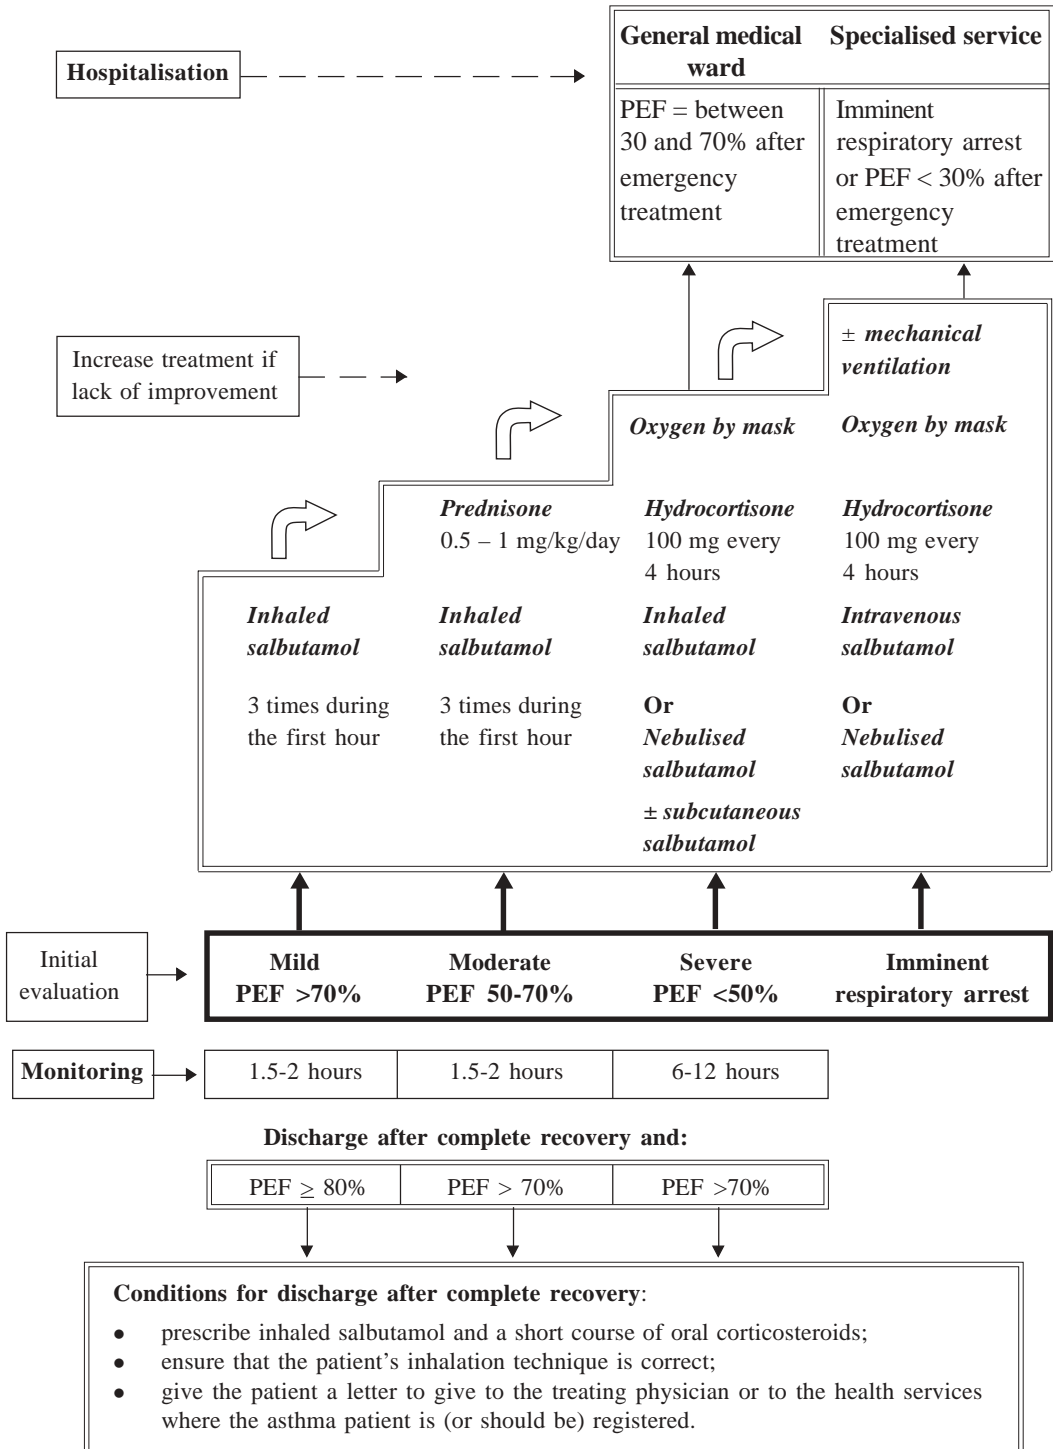 General medical ward
Specialised service
Hospitalisation
PEF = between
30 and 70% after
emergency
treatment
Imminent
respiratory arrest
or PEF < 30% after
emergency
treatment
Increase treatment if
lack of improvement
± mechanical
ventilation
Oxygen by mask
Oxygen by mask
Prednisone
0.5 – 1 mg/kg/day
Hydrocortisone
100 mg every
4 hours
Hydrocortisone
100 mg every
4 hours
Inhaled
salbutamol
3 times during
the first hour
Inhaled
salbutamol
3 times during
the first hour
Inhaled
salbutamol
Or
Nebulised
salbutamol
± subcutaneous
salbutamol
Intravenous
salbutamol
Or
Nebulised
salbutamol
Initial
evaluation
Mild
PEF >70%
Moderate
PEF 50-70%
Severe
PEF <50%
Imminent
respiratory arrest
Monitoring
1.5-2 hours
1.5-2 hours
6-12 hours
Discharge after complete recovery and:
PEF ≥ 80%
PEF > 70%
PEF >70%
Conditions for discharge after complete recovery:
• prescribe inhaled salbutamol and a short course of oral corticosteroids;
• ensure that the patient's inhalation technique is correct;
• give the patient a letter to give to the treating physician or to the health services
where the asthma patient is (or should be) registered.